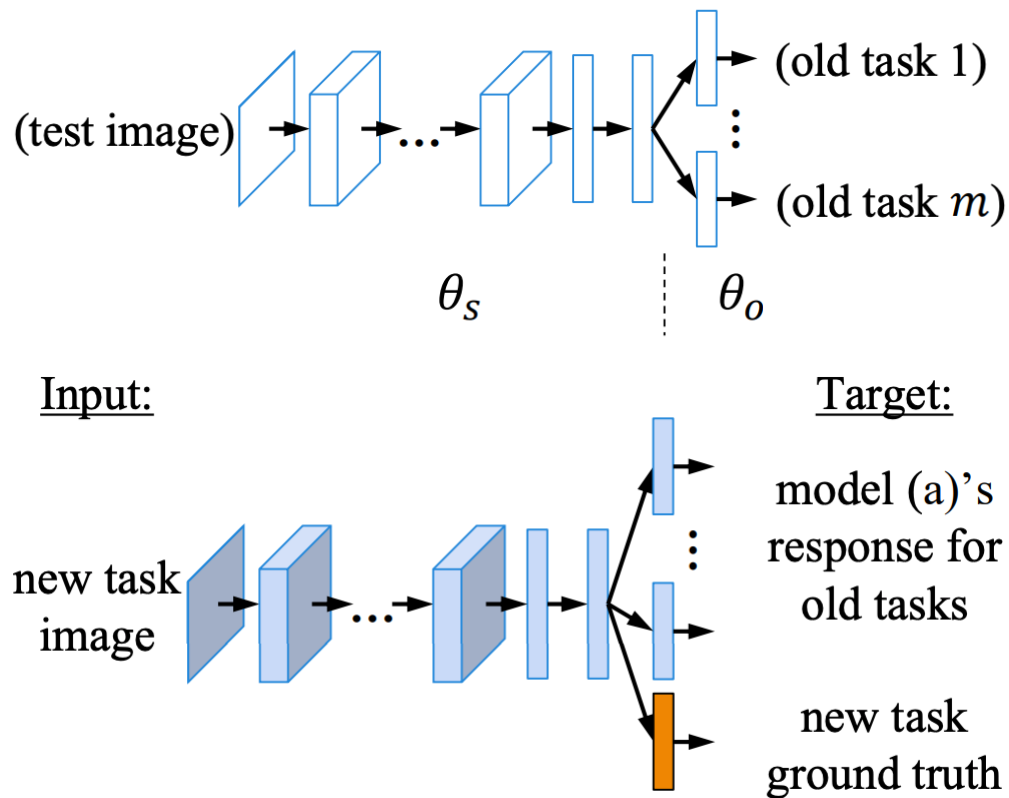 (old task 1)
(test image)
...
(old task m)
θs
θo
Input:
Target:
model (a)'s
response for
old tasks
new task
image
...
new task
ground truth